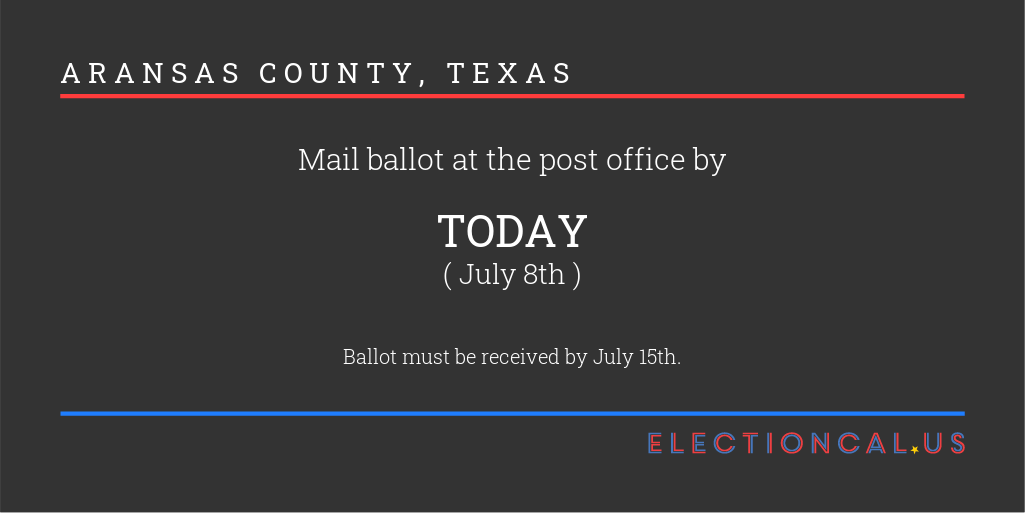 ARANSAS COUNTY, TEXAS
Mail ballot at the post office by
TODAY
( July 8th )
Ballot must be received by July 15th.
ELECTIONCAL.US